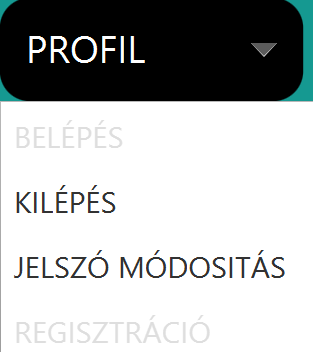 PROFIL
BELÉPÉS
KILÉPÉS
JELSZÓ MÓDOSITÁS
REGISZTRÁCIÓ